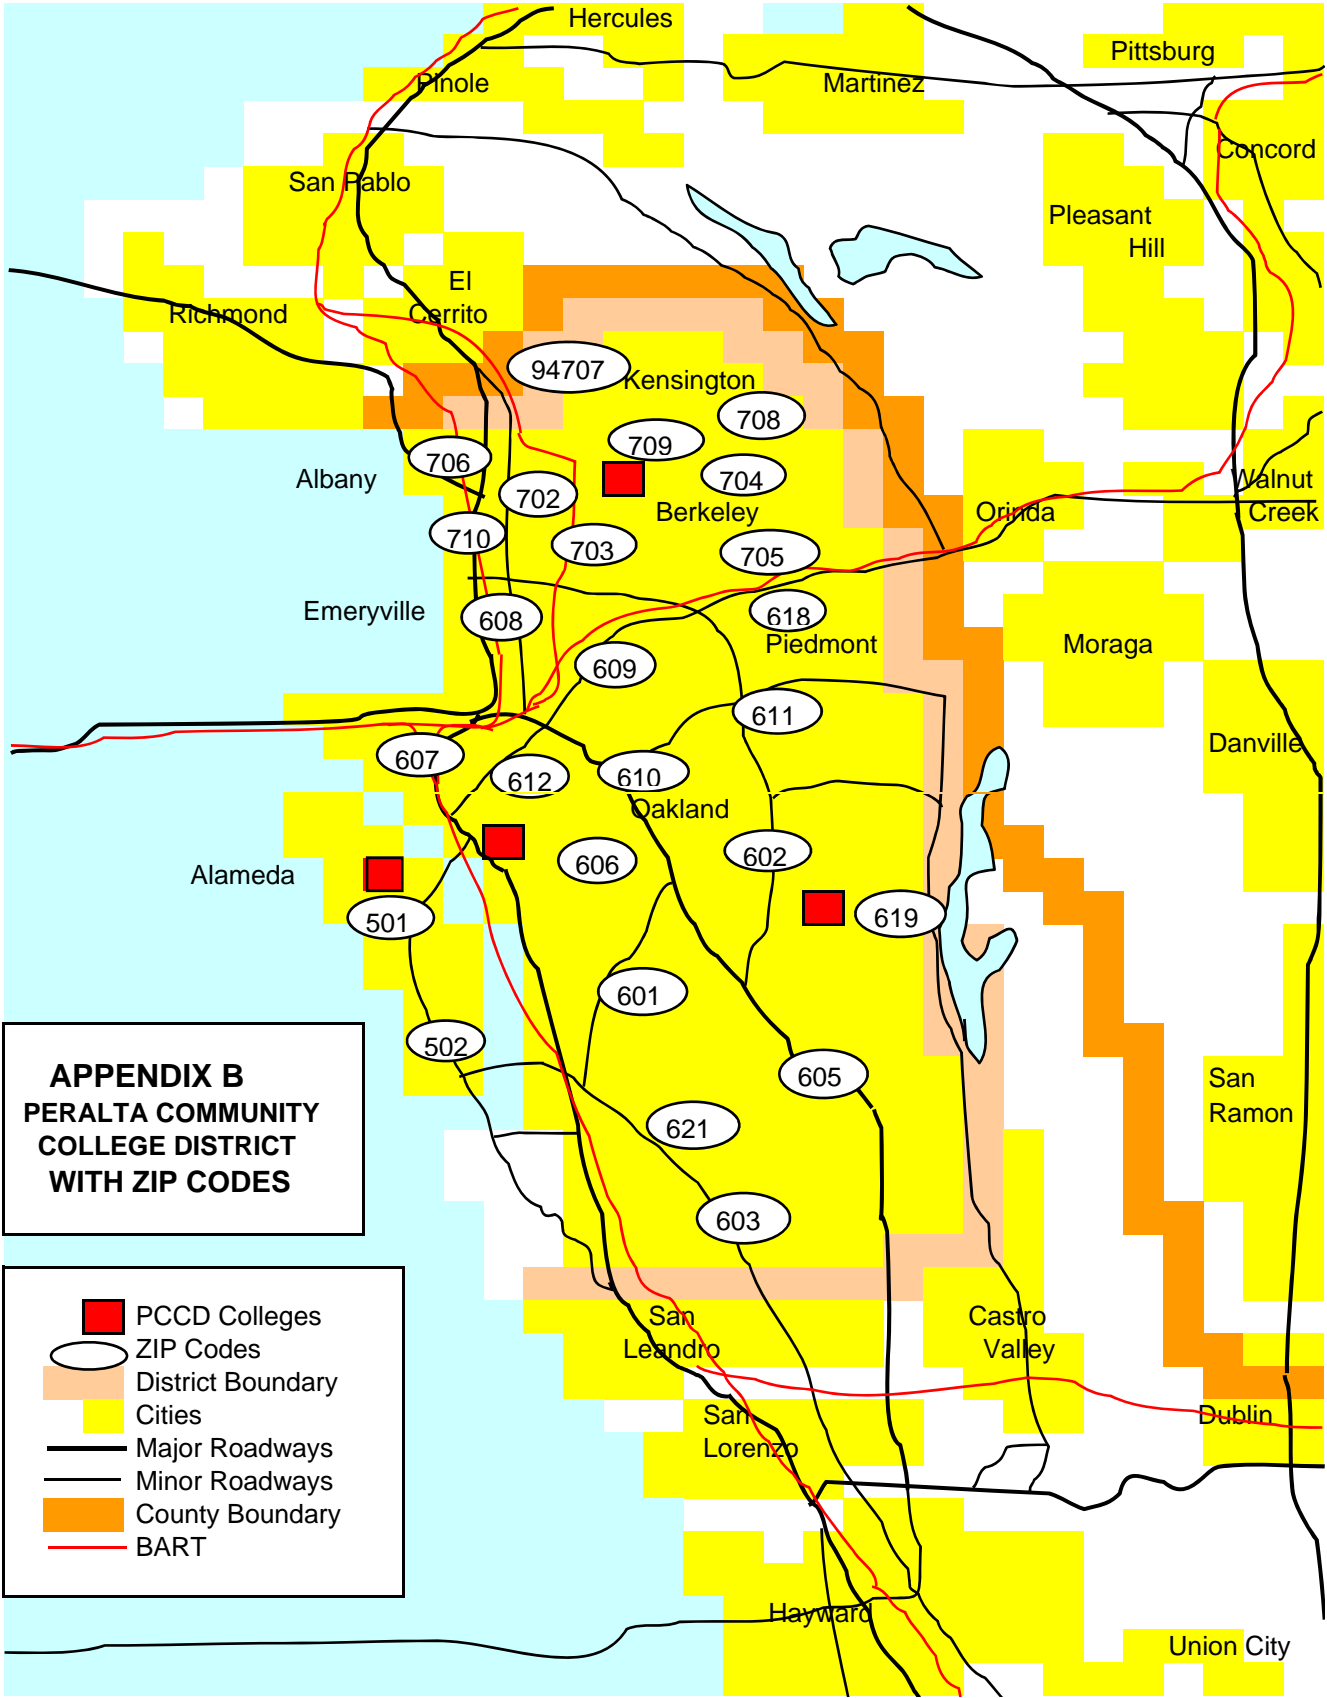 Hercules
Pittsburg
Pinole
Martinez
Concord
San Pablo
Pleasant
Hill
El
Cerrito
Richmond
94707
Kensington
708
709
706
704
Albany
702
Berkeley
Orinda
Walnut
Creek
710
703
705
Emeryville
608
618
Piedmont
Moraga
609
611
Danville
607
612
610
Oakland
606
602
Alameda
501
619
601
502
605
San
Ramon
621
603
APPENDIX B
PERALTA COMMUNITY
COLLEGE DISTRICT
WITH ZIP CODES
PCCD Colleges
ZIP Codes
District Boundary
Cities
Major Roadways
Minor Roadways
County Boundary
BART
San
Leandro
Castro
Valley
San
Lorenzo
Dublin
Hayward
Union City